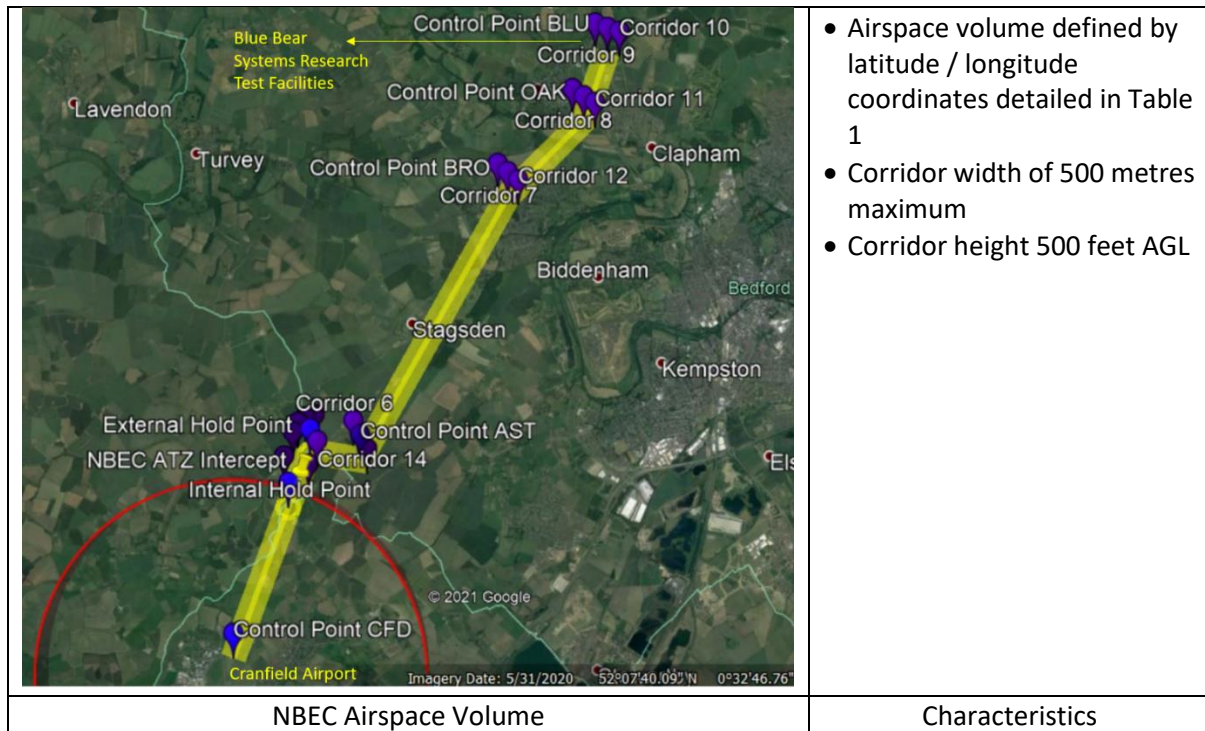 Control Point BLU
Corridor 10
Blue Bear
Systems Research
Test Facilities
Corridor 9
Control Point OAK
Corridor 11
Corridor 8
Lavendon
Turvey
Clapham
Control Point BRO
Corridor 12
Corridor 7
Biddenham
Bedford
Stagsden
Kempston
Corridor 6
External Hold Point
Control Point AST
NBEC ATZ Intercept
Corridor 14
Els
Internal Hold Point
© 2021 Google
Control Point CFD
Cranfield Airport
Imagery Date: 5/31/2020 52°07'40.09" N 0°32'46.76"
NBEC Airspace Volume
• Airspace volume defined by
latitude / longitude
coordinates detailed in Table
1
• Corridor width of 500 metres
maximum
• Corridor height 500 feet AGL
Characteristics